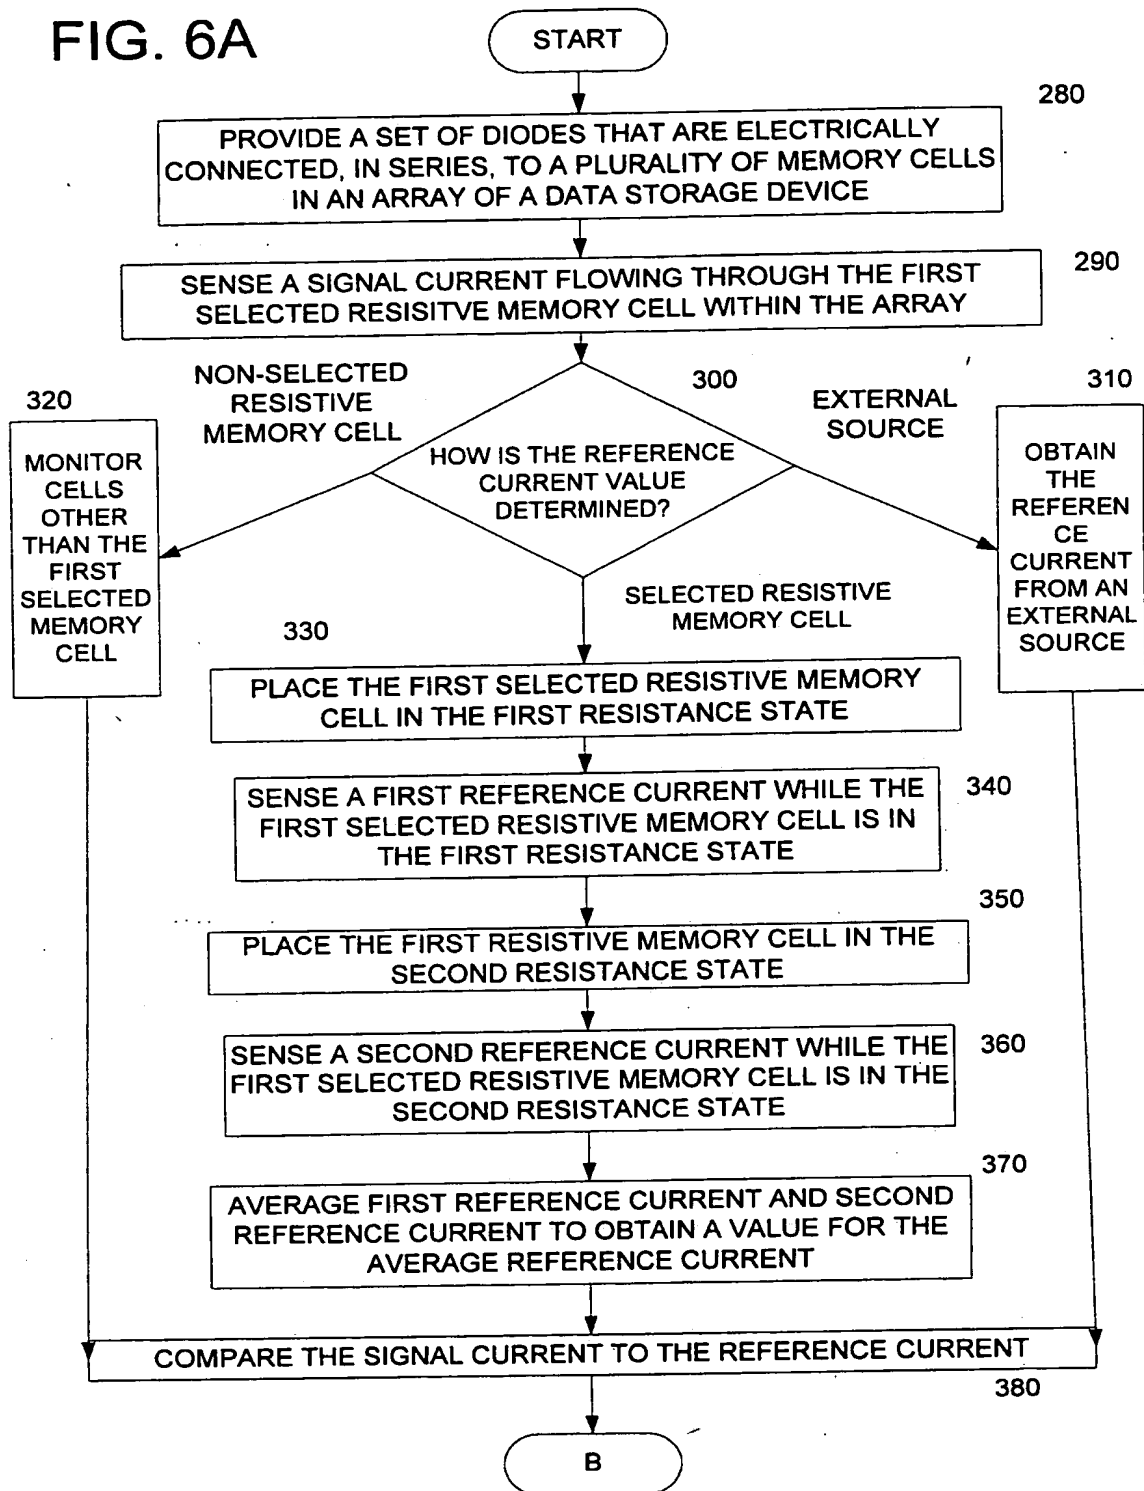 FIG. 6A
START
280
PROVIDE A SET OF DIODES THAT ARE ELECTRICALLY
CONNECTED, IN SERIES, TO A PLURALITY OF MEMORY CELLS
IN AN ARRAY OF A DATA STORAGE DEVICE
290
SENSE A SIGNAL CURRENT FLOWING THROUGH THE FIRST
SELECTED RESISITVE MEMORY CELL WITHIN THE ARRAY
NON-SELECTED
RESISTIVE
MEMORY CELL
300
EXTERNAL
SOURCE
320
MONITOR
CELLS
OTHER
THAN THE
FIRST
SELECTED
MEMORY
CELL
HOW IS THE REFERENCE
CURRENT VALUE
DETERMINED?
310
OBTAIN
THE
REFEREN
CE
CURRENT
FROM AN
EXTERNAL
SOURCE
SELECTED RESISTIVE
MEMORY CELL
330
PLACE THE FIRST SELECTED RESISTIVE MEMORY
CELL IN THE FIRST RESISTANCE STATE
340
SENSE A FIRST REFERENCE CURRENT WHILE THE
FIRST SELECTED RESISTIVE MEMORY CELL IS IN
THE FIRST RESISTANCE STATE
350
PLACE THE FIRST RESISTIVE MEMORY CELL IN THE
SECOND RESISTANCE STATE
360
SENSE A SECOND REFERENCE CURRENT WHILE THE
FIRST SELECTED RESISTIVE MEMORY CELL IS IN THE
SECOND RESISTANCE STATE
370
AVERAGE FIRST REFERENCE CURRENT AND SECOND
REFERENCE CURRENT TO OBTAIN A VALUE FOR THE
AVERAGE REFERENCE CURRENT
COMPARE THE SIGNAL CURRENT TO THE REFERENCE CURRENT
380
B